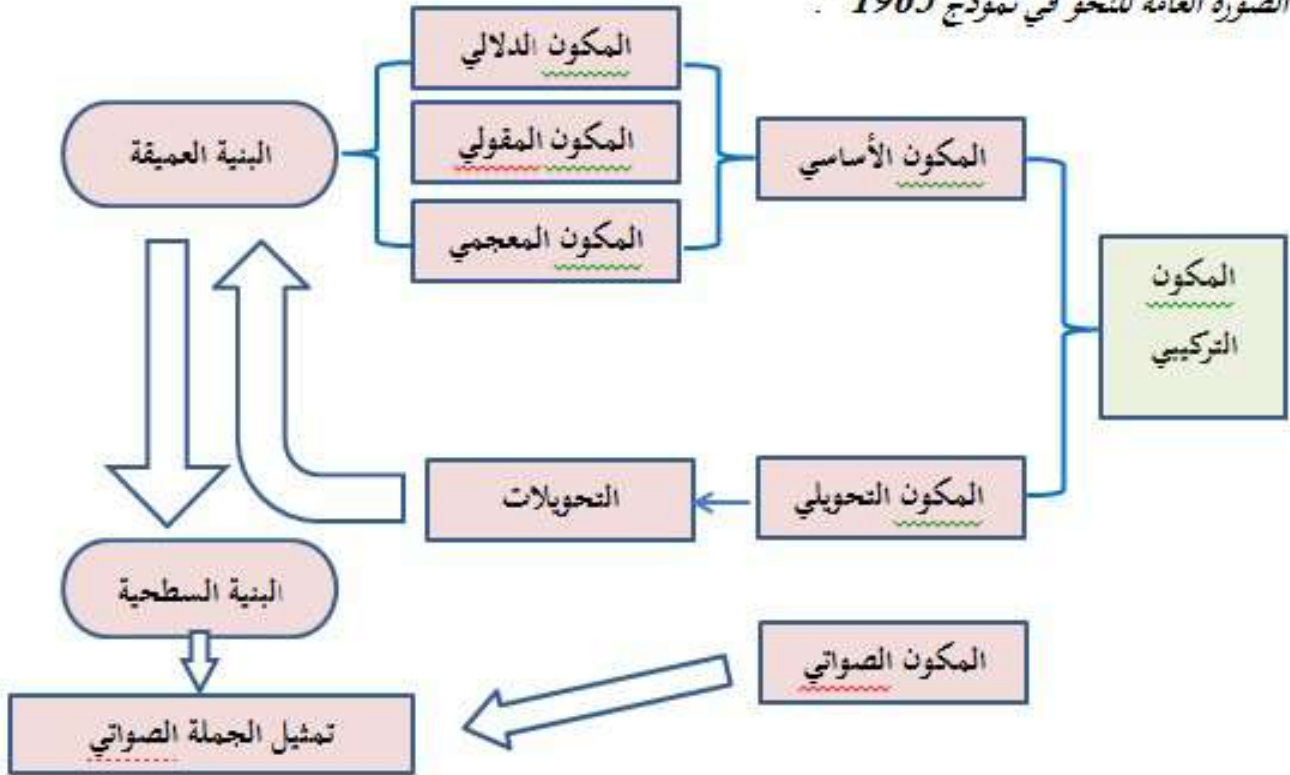 الصورة العامة للنحو في نموذج 1965" .
المكون الدلالي
البنية العميقة
المكون المقولي
المكون الأساسي
المكون المعجمي
المكون
التركيبي
التحويلات
المكون التحويلي
البنية السطحية
المكون الصواتي
تمثيل الجملة الصواتي